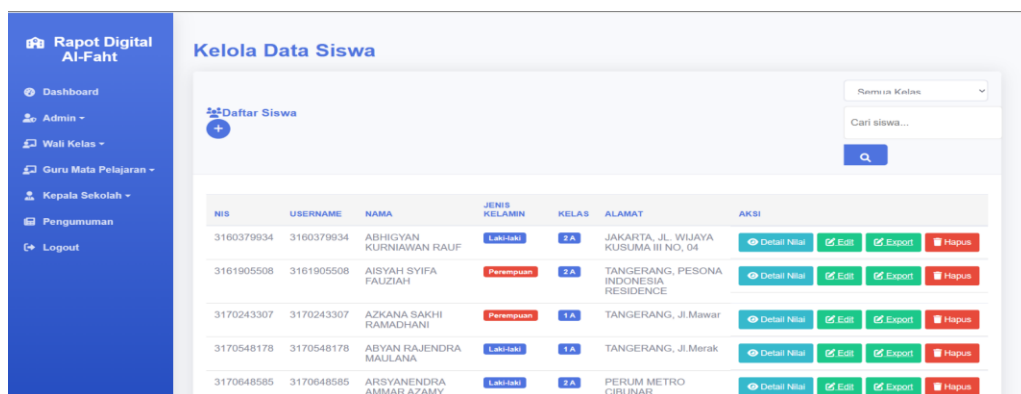 Rapot Digital
Al-Faht
Dashboard
Admin
Wali Kelas
Guru Mata Pelajaran
Kepala Sekolah
Pengumuman
Logout
Kelola Data Siswa
Daftar Siswa
Semua Kelas
Cari siswa...
NIS USERNAME NAMA JENIS KELAMIN KELAS ALAMAT AKSI
3160379934 3160379934 ABHIGYAN Laki-laki 2 A JAKARTA, JL. WIJAYA Detail Nilai Edit Export Hapus
KURNIAWAN RAUF KUSUMA III NO, 04
3161905508 3161905508 AISYAH SYIFA Perempuan 2 A TANGERANG, PESONA Detail Nilai Edit Export Hapus
FAUZIAH INDONESIA
RESIDENCE
3170243307 3170243307 AZKANA SAKHI Perempuan 1 A TANGERANG, Jl.Mawar Detail Nilai Edit Export Hapus
RAMADHANI
3170548178 3170548178 ABYAN RAJENDRA Laki-laki 1 A TANGERANG, Jl.Merak Detail Nilai Edit Export Hapus
MAULANA
3170648585 3170648585 ARSYANENDRA Laki-laki 2 A PERUM METRO Detail Nilai Edit Export Hapus
AMMAR AZAMY CIBUNAR